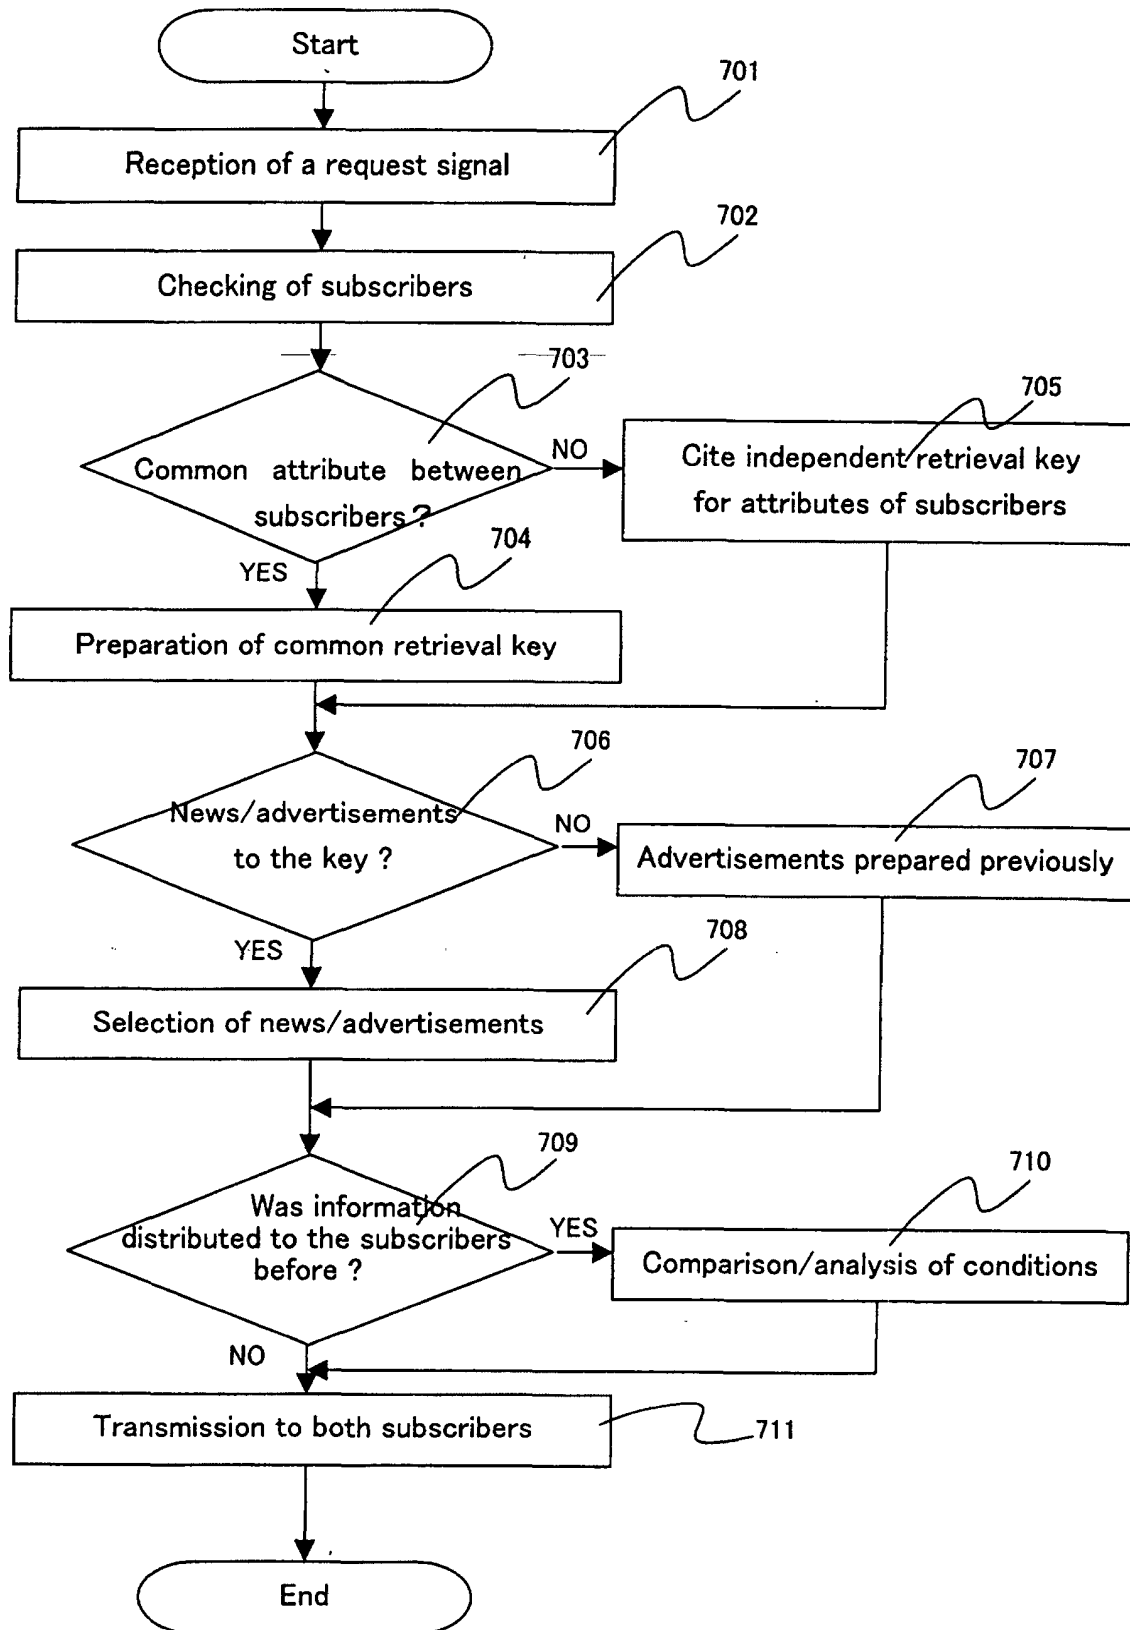 Start
701
Reception of a request signal
702
Checking of subscribers
703
Common attribute between
subscribers?
NO
705
Cite independent retrieval key
for attributes of subscribers
YES
704
Preparation of common retrieval key
706
News/advertisements
to the key ?
NO
707
Advertisements prepared previously
YES
708
Selection of news/advertisements
709
Was information
distributed to the subscribers
before ?
YES
710
Comparison/analysis of conditions
NO
Transmission to both subscribers
711
End